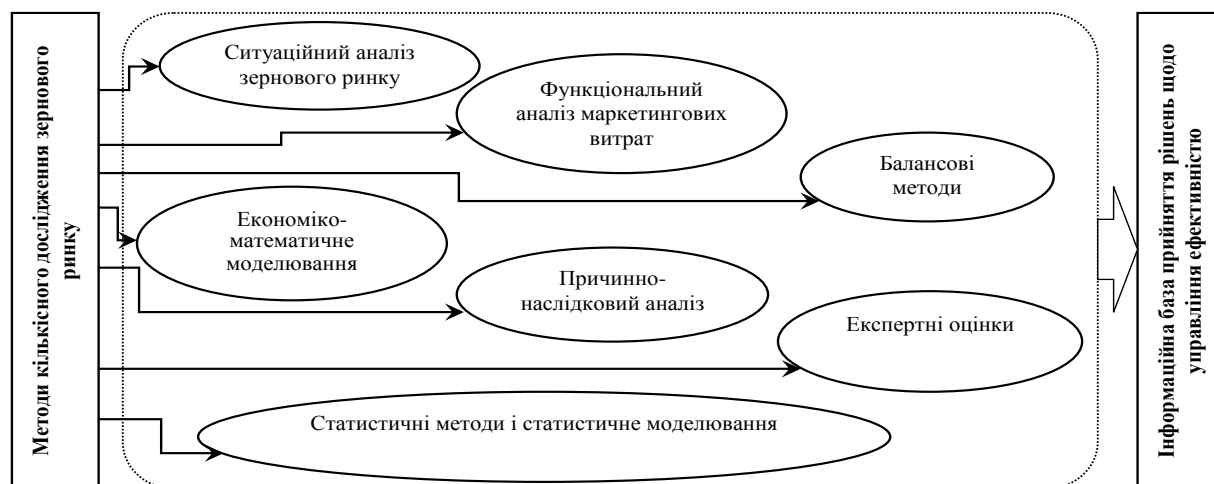 Методи кількісного дослідження зернового
ринку
Ситуаційний аналіз
зернового ринку
Функціональний
аналіз маркетингових
витрат
Балансові
методи
Економіко-
математичне
моделювання
Причинно-
наслідковий аналіз
Експертні оцінки
Статистичні методи і статистичне моделювання
Інформаційна база прийняття рішень щодо
управління ефективністю